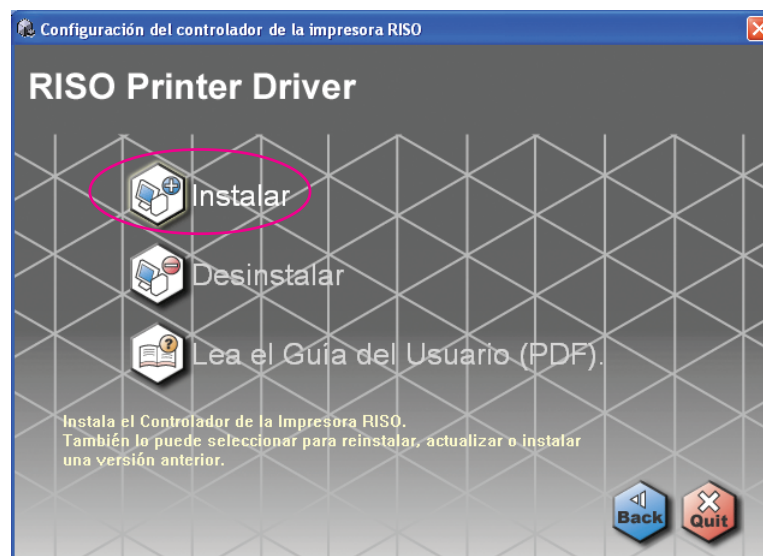 Configuración del controlador de la impresora RISO
RISO Printer Driver
Instalar
Desinstalar
Lea el Guía del Usuario (PDF).
Instala el Controlador de la Impresora RISO.
También lo puede seleccionar para reinstalar, actualizar o instalar
una versión anterior.
Back
Quit